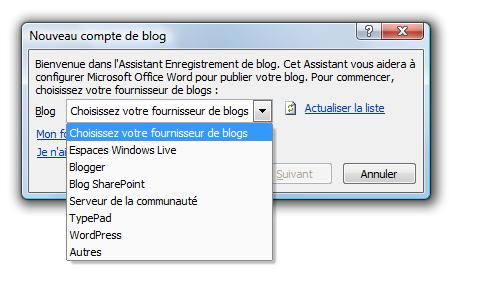 Nouveau compte de blog
Bienvenue dans l'Assistant Enregistrement de blog. Cet Assistant vous aidera à
configurer Microsoft Office Word pour publier votre blog. Pour commencer,
choisissez votre fournisseur de blogs :
Blog Choisissez votre fournisseur de blogs Actualiser la liste
Choisissez votre fournisseur de blogs
Mon
Espaces Windows Live
Je n'ai
Blogger
Blog SharePoint
Suivant Annuler
Serveur de la communauté
TypePad
WordPress
Autres